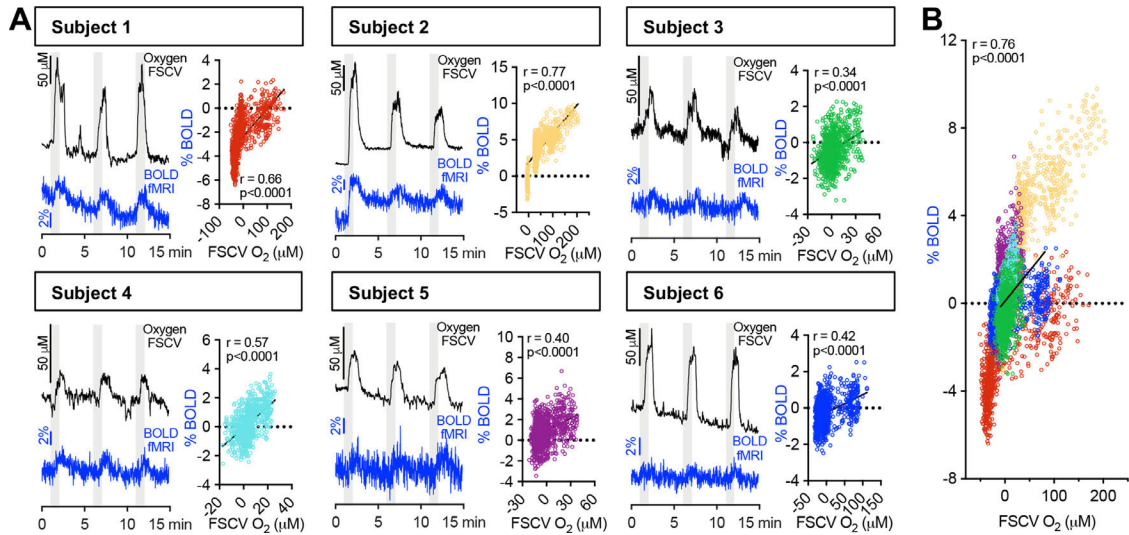 A
Subject 1
50 µM
Oxygen
FSCV
2%
BOLD
fMRI
0 5 10 15 min
% BOLD
4
2
0
-2
-4
-6
-8
r = 0.66
p<0.0001
-100 0 100 200
FSCV O2 (µM)
Subject 2
50 µM
Oxygen
FSCV
2%
BOLD
fMRI
0 5 10 15 min
% BOLD
r = 0.77
p<0.0001
15
10
5
0
-5
0 100 200
FSCV O2 (µM)
Subject 3
50 µM
Oxygen
FSCV
2%
BOLD
fMRI
0 5 10 15 min
% BOLD
r = 0.34
p<0.0001
4
2
0
-2
-4
-20 0 30 60
FSCV O2 (µM)
Subject 4
50 µM
Oxygen
FSCV
2%
BOLD
fMRI
0 5 10 15 min
% BOLD
r = 0.57
p<0.0001
6
4
2
0
-2
-4
-20 0 20 40
FSCV O2 (µM)
Subject 5
50 µM
Oxygen
FSCV
2%
BOLD
fMRI
0 5 10 15 min
% BOLD
r = 0.40
p<0.0001
10
8
6
4
2
0
-2
-4
-30 0 30 60
FSCV O2 (µM)
Subject 6
50 µM
Oxygen
FSCV
2%
BOLD
fMRI
0 5 10 15 min
% BOLD
r = 0.42
p<0.0001
4
2
0
-2
-4
-50 0 50 100 150
FSCV O2 (µM)
B
r = 0.76
p<0.0001
% BOLD
12
8
4
0
-4
-8
0 100 200
FSCV O2 (µM)